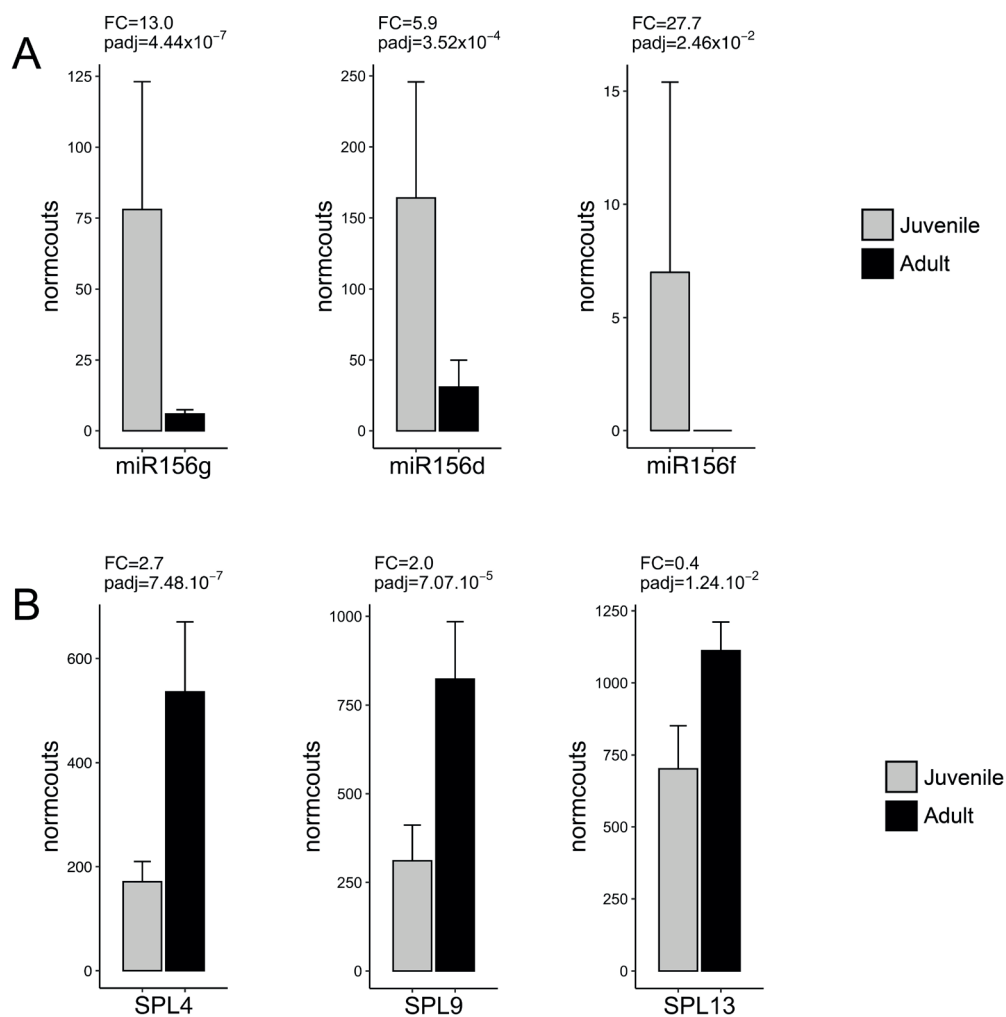 A
FC=13.0
padj=4.44x10⁻⁷
normcouts
125
100
75
50
25
0
miR156g
FC=5.9
padj=3.52x10⁻⁴
normcouts
250
200
150
100
50
0
miR156d
FC=27.7
padj=2.46x10⁻²
normcouts
15
10
5
0
miR156f
Juvenile
Adult
B
FC=2.7
padj=7.48.10⁻⁷
normcouts
600
400
200
0
SPL4
FC=2.0
padj=7.07.10⁻⁵
normcouts
1000
750
500
250
0
SPL9
FC=0.4
padj=1.24.10⁻²
normcouts
1250
1000
750
500
250
0
SPL13
Juvenile
Adult